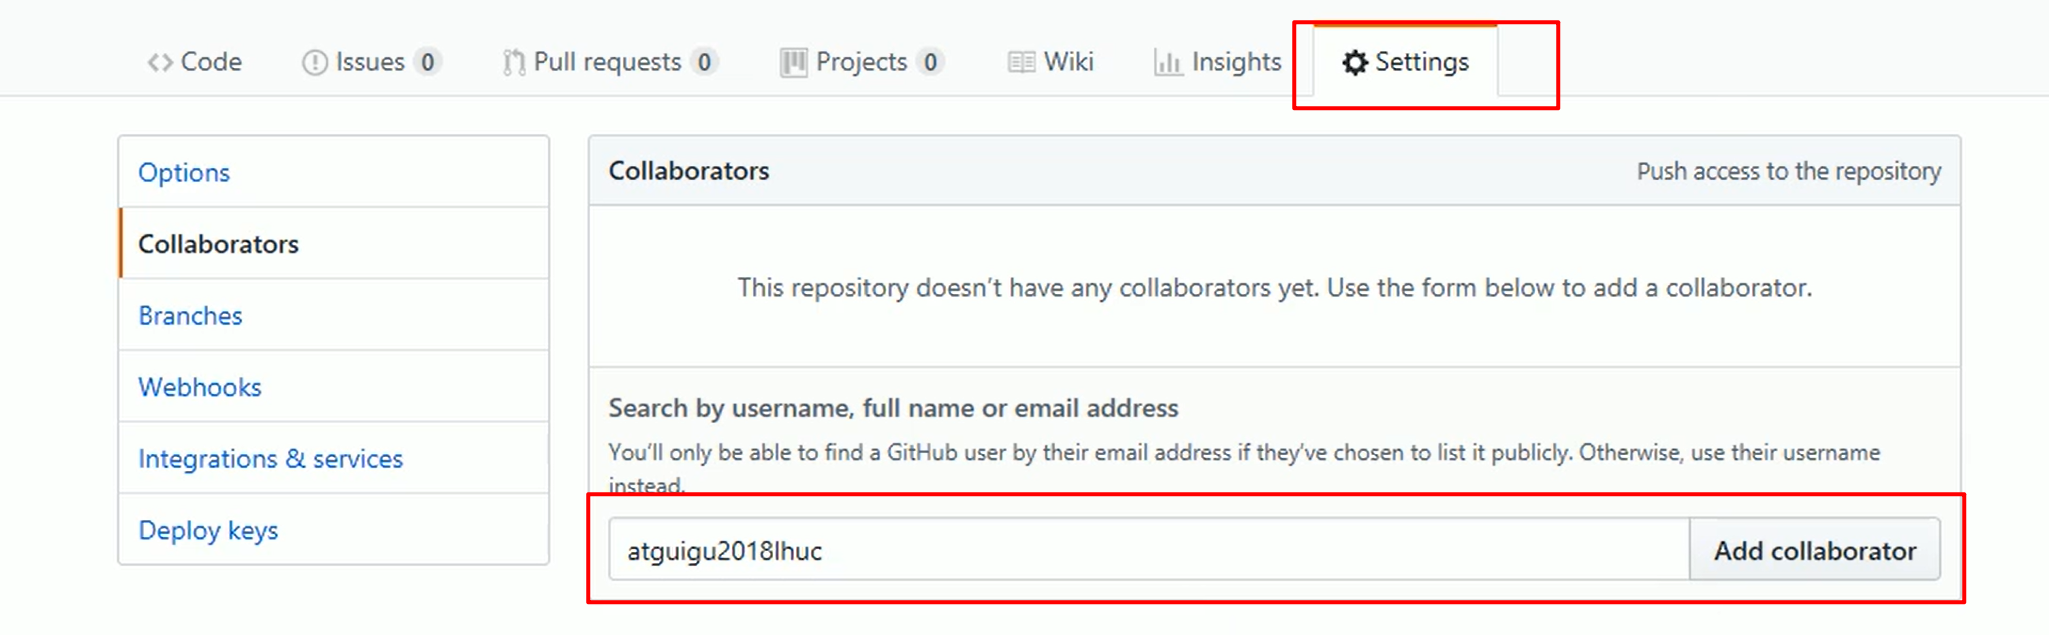 Code Issues 0 Pull requests 0 Projects 0 Wiki Insights Settings
Options
Collaborators
Branches
Webhooks
Integrations & services
Deploy keys
Collaborators Push access to the repository
This repository doesn't have any collaborators yet. Use the form below to add a collaborator.
Search by username, full name or email address
You'll only be able to find a GitHub user by their email address if they've chosen to list it publicly. Otherwise, use their username
instead.
atguigu2018lhuc Add collaborator